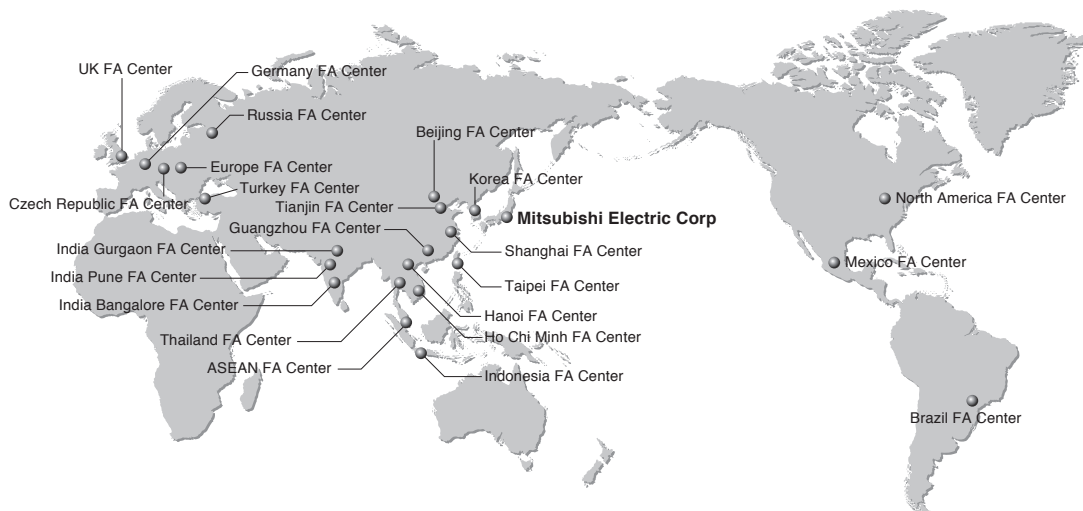 UK FA Center
Germany FA Center
Russia FA Center
Beijing FA Center
Europe FA Center
Korea FA Center
Turkey FA Center
Czech Republic FA Center
Tianjin FA Center
North America FA Center
Mitsubishi Electric Corp
Guangzhou FA Center
India Gurgaon FA Center
Shanghai FA Center
Mexico FA Center
India Pune FA Center
Taipei FA Center
India Bangalore FA Center
Hanoi FA Center
Thailand FA Center
Ho Chi Minh FA Center
ASEAN FA Center
Indonesia FA Center
Brazil FA Center